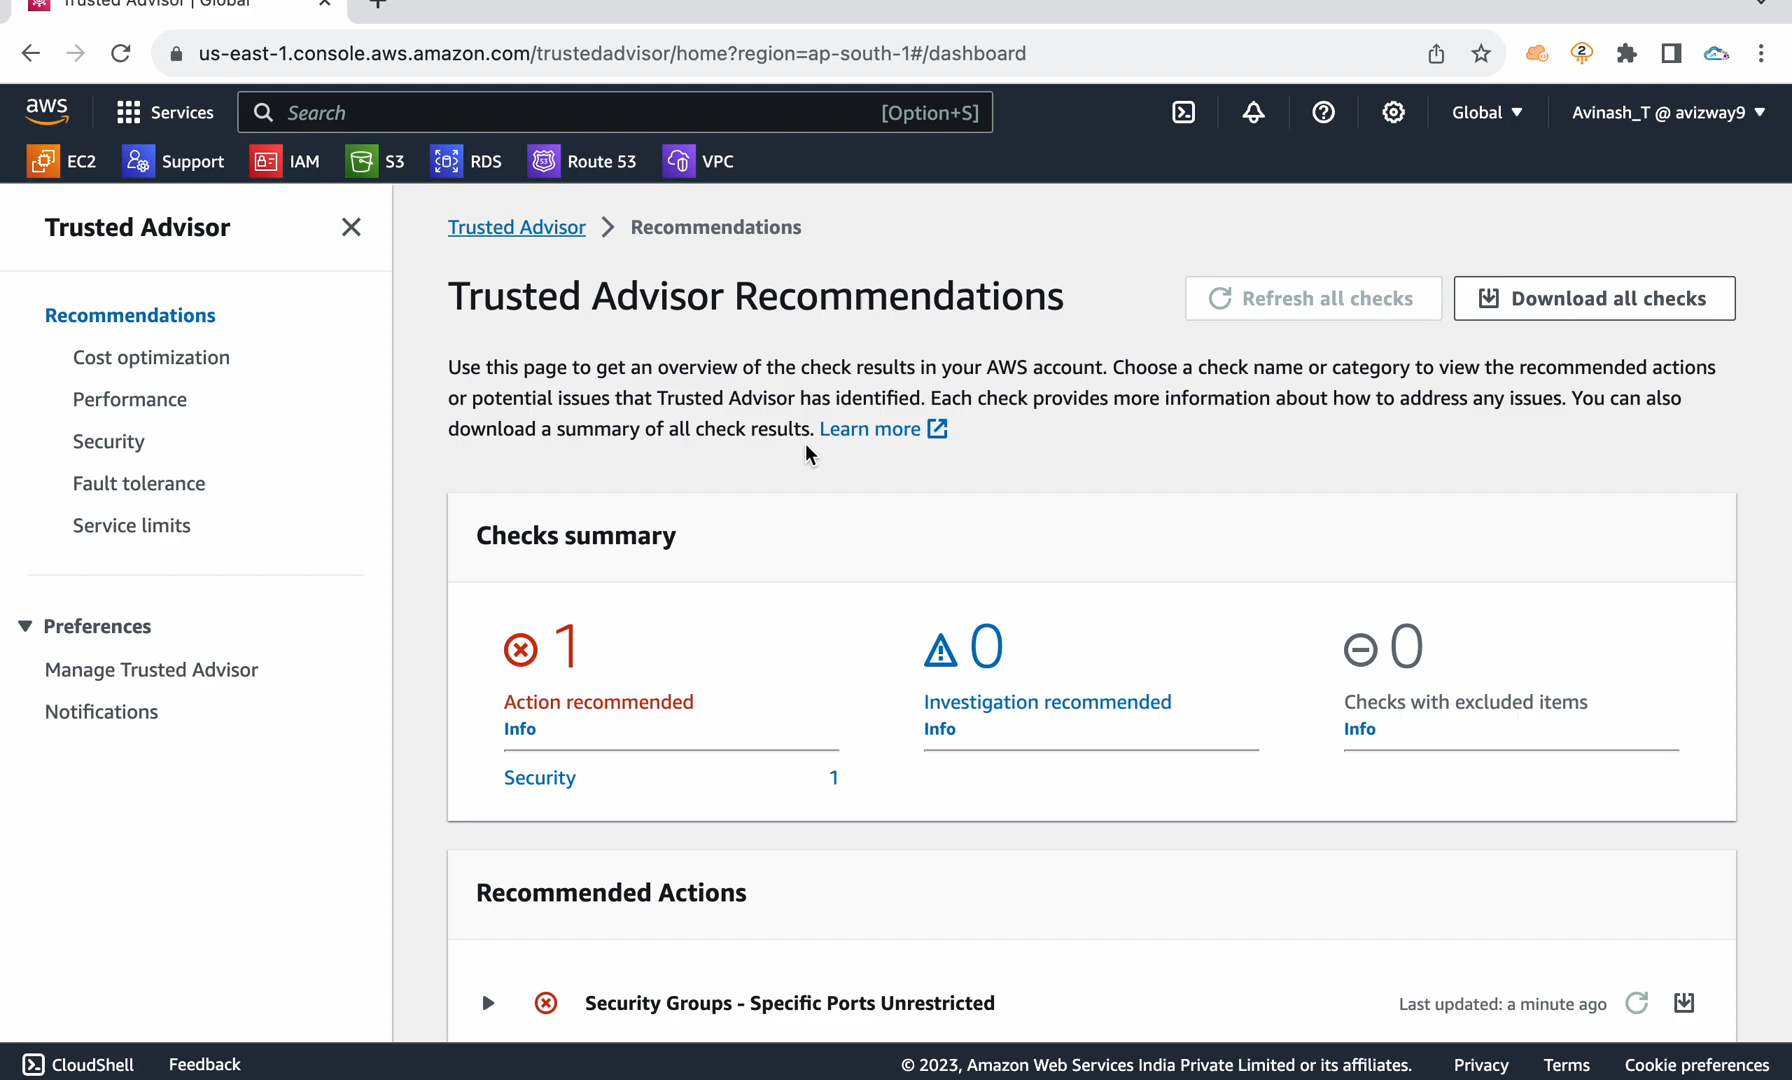 Trusted Advisor | Global
us-east-1.console.aws.amazon.com/trustedadvisor/home?region=ap-south-1#/dashboard
2
aws
Services
Search
[Option+S]
Global
Avinash_T @ avizway9
EC2
Support
IAM
S3
RDS
Route 53
VPC
Trusted Advisor
Recommendations
Cost optimization
Performance
Security
Fault tolerance
Service limits
Preferences
Manage Trusted Advisor
Notifications
Trusted Advisor
Recommendations
Trusted Advisor Recommendations
Refresh all checks
Download all checks
Use this page to get an overview of the check results in your AWS account. Choose a check name or category to view the recommended actions
or potential issues that Trusted Advisor has identified. Each check provides more information about how to address any issues. You can also
download a summary of all check results. Learn more
Checks summary
1
Action recommended
Info
Security 1
0
Investigation recommended
Info
0
Checks with excluded items
Info
Recommended Actions
Security Groups - Specific Ports Unrestricted
Last updated: a minute ago
CloudShell
Feedback
© 2023, Amazon Web Services India Private Limited or its affiliates.
Privacy
Terms
Cookie preferences